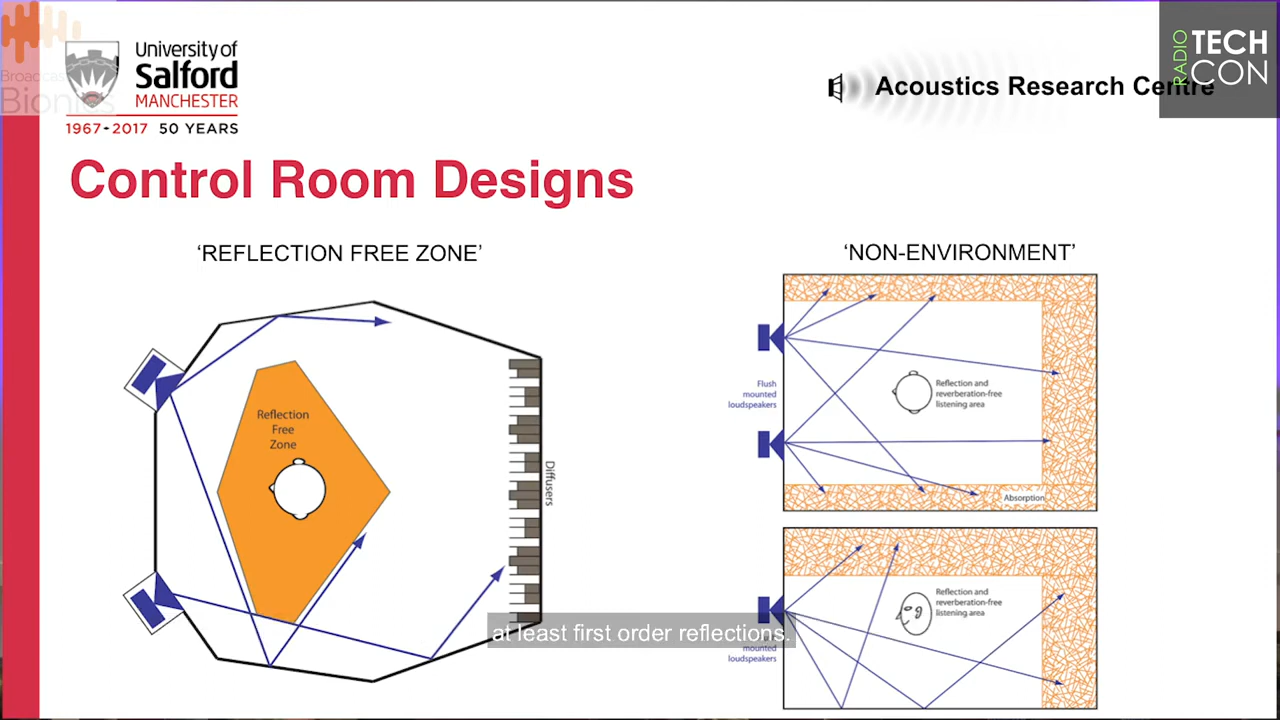 Broadcast
Bionics
University of
Salford
MANCHESTER
1967-2017 50 YEARS
Acoustics Research Centre
RADIO
TECH
CON
Control Room Designs
‘REFLECTION FREE ZONE’
Reflection
Free
Zone
Diffusers
‘NON-ENVIRONMENT’
Flush
mounted
loudspeakers
Reflection and
reverberation-free
listening area
Absorption
Reflection and
reverberation-free
listening area
mounted
loudspeakers
at least first order reflections.